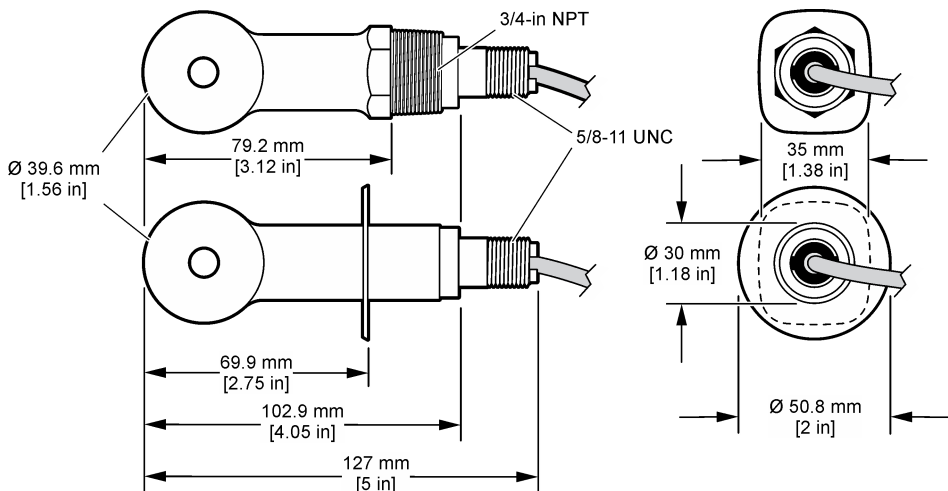 3/4-in NPT
5/8-11 UNC
79.2 mm
[3.12 in]
Ø 39.6 mm
[1.56 in]
35 mm
[1.38 in]
Ø 30 mm
[1.18 in]
69.9 mm
[2.75 in]
102.9 mm
[4.05 in]
Ø 50.8 mm
[2 in]
127 mm
[5 in]